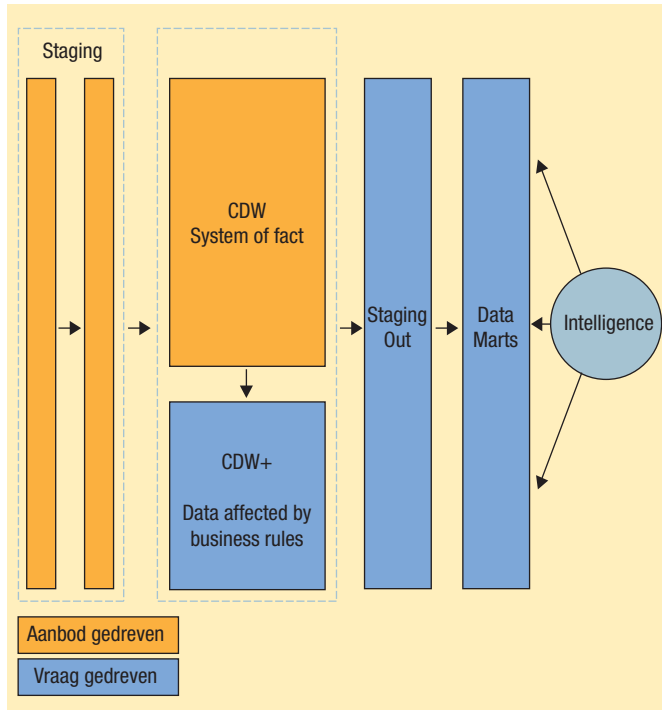 Staging
CDW
System of fact
CDW+
Data affected by
business rules
Staging
Out
Data
Marts
Intelligence
Aanbod gedreven
Vraag gedreven